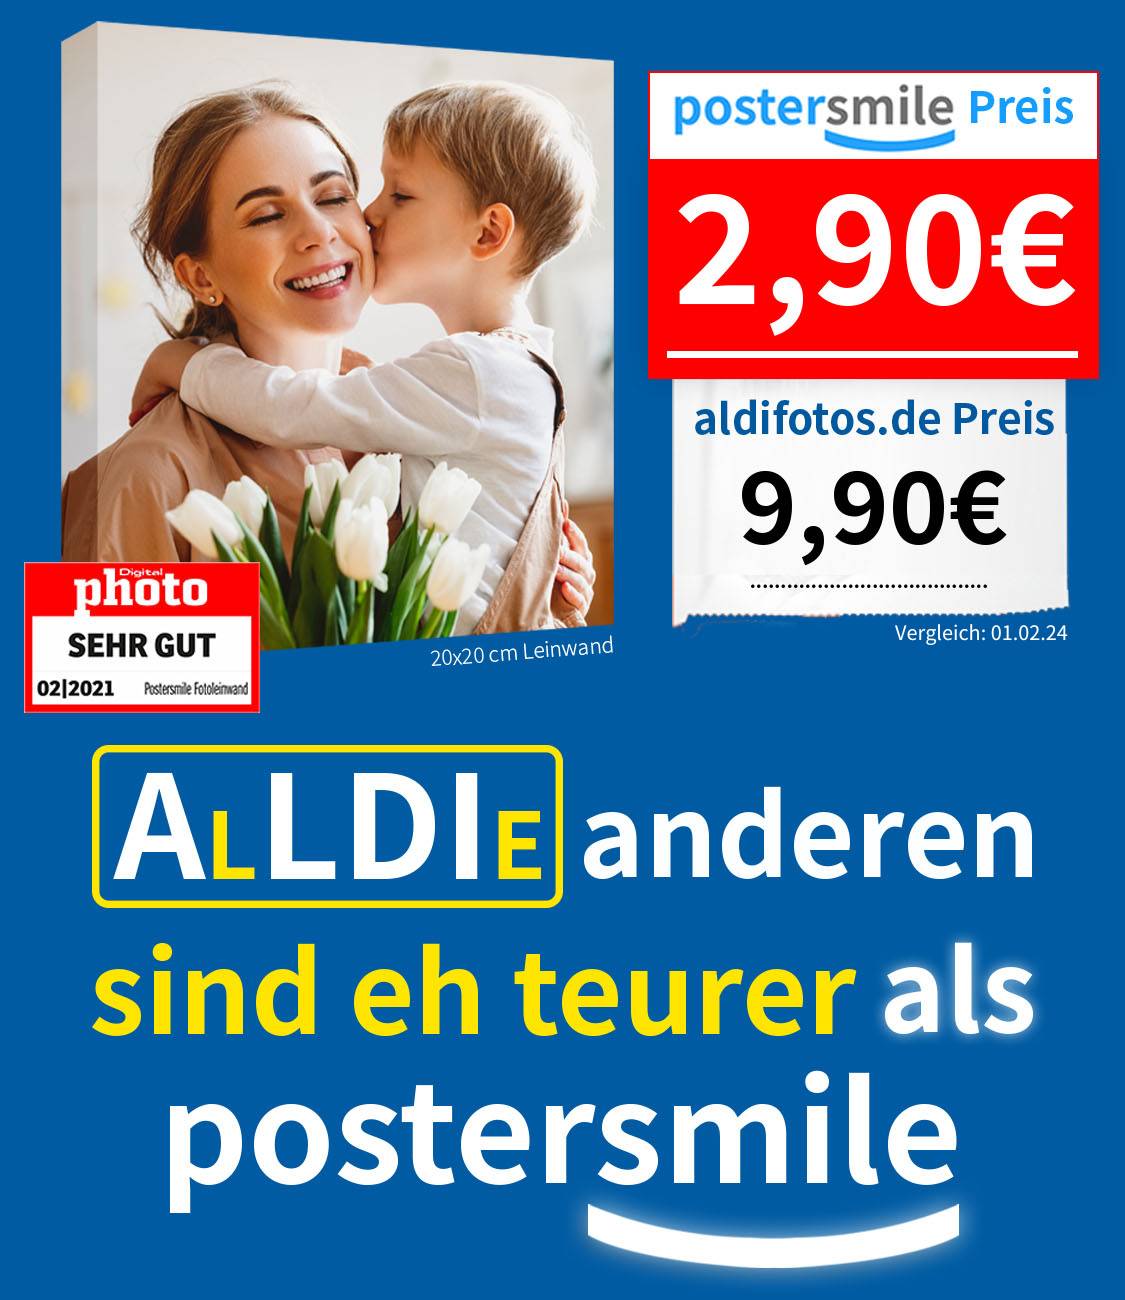 postersmile Preis
2,90€
aldifotos.de Preis
9,90€
Vergleich: 01.02.24
20x20 cm Leinwand
Digital
photo
SEHR GUT
02|2021 Postersmile Fotoleinwand
ALLDIE anderen
sind eh teurer als
postersmile